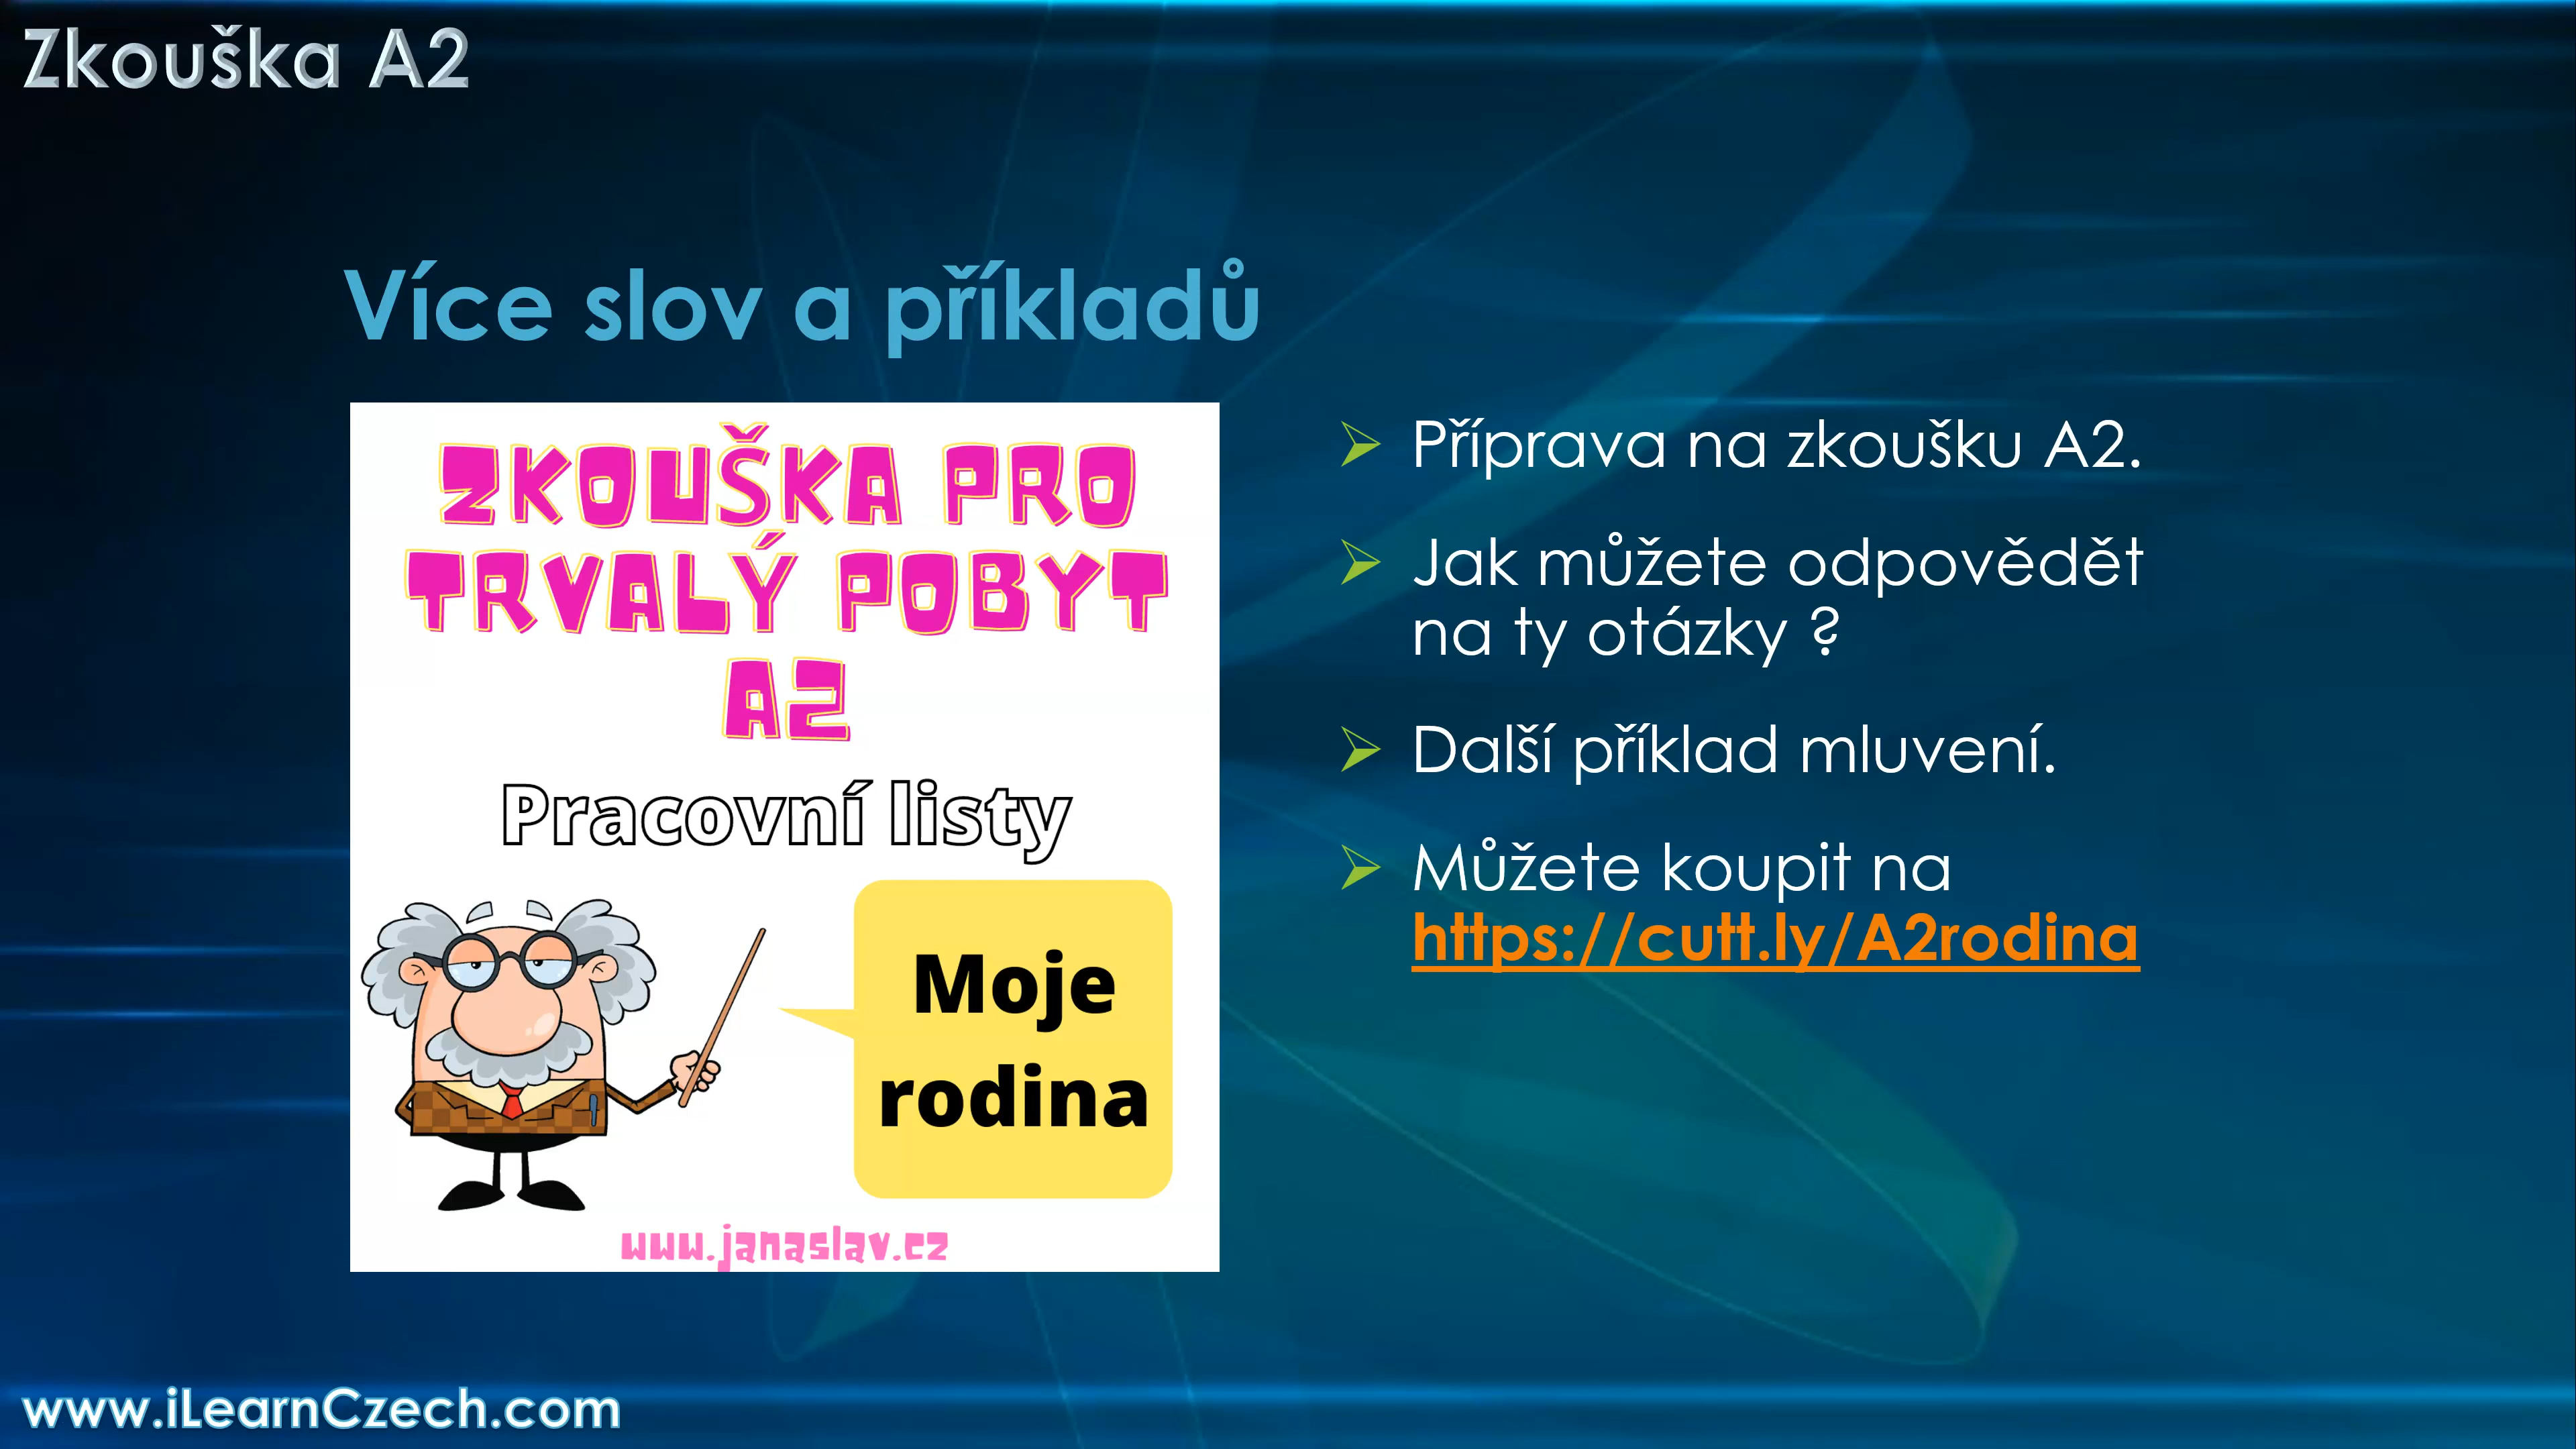 Zkouška A2
Více slov a příkladů
ZKOUŠKA PRO
TRVALÝ POBYT
A2
Pracovní listy
Moje
rodina
www.janaslav.cz
Příprava na zkoušku A2.
Jak můžete odpovědět
na ty otázky ?
Další příklad mluvení.
Můžete koupit na
https://cutt.ly/A2rodina
www.iLearnCzech.com